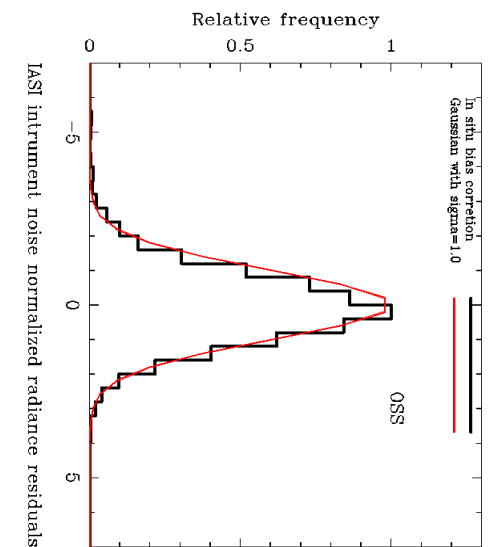 Relative frequency
0 0.5 1
In situ bias corretion
Gaussian with sigma=1.0
OSS
-5 0 5
IASI intrument noise normalized radiance residuals